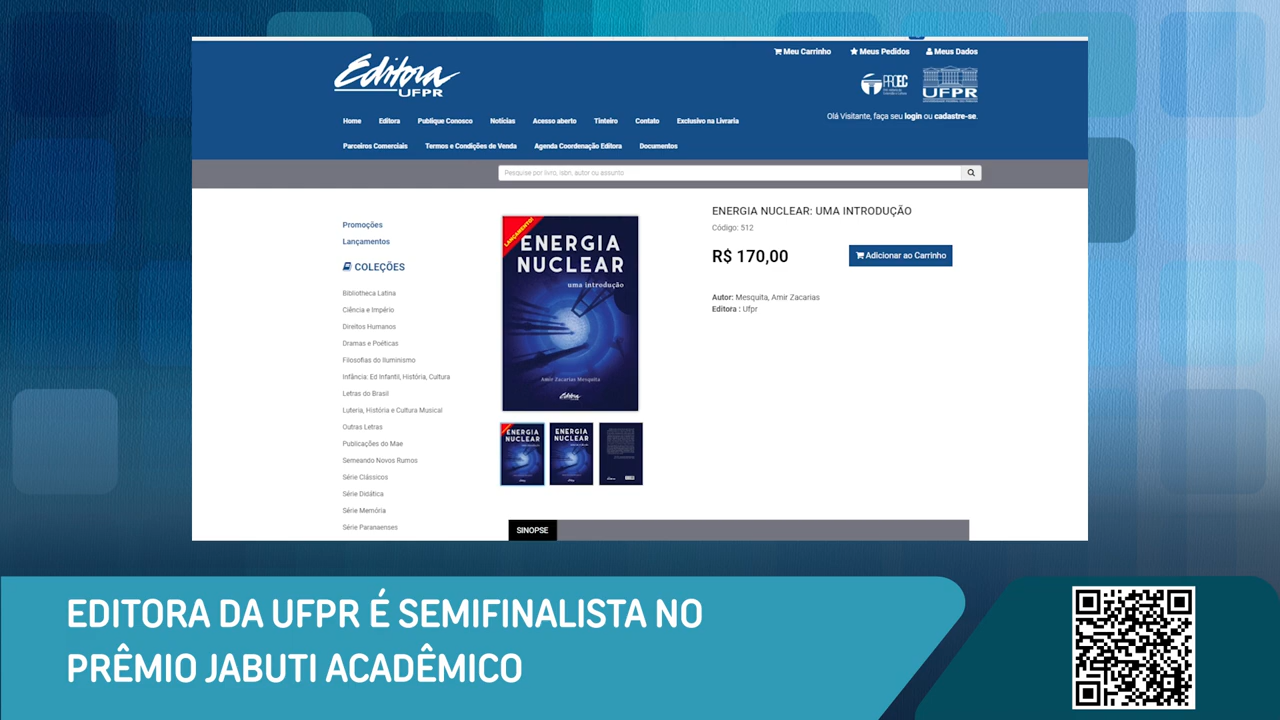 Meu Carrinho Meus Pedidos Meus Dados
Editora
UFPR
PROEC
UFPR
Olá Visitante, faça seu login ou cadastre-se.
Home Editora Publique Conosco Notícias Acesso aberto Tinteiro Contato Exclusivo na Livraria
Parceiros Comerciais Termos e Condições de Venda Agenda Coordenação Editora Documentos
Pesquise por livro, isbn, autor ou assunto
Promoções
Lançamentos
COLEÇÕES
Bibliotheca Latina
Ciência e Império
Direitos Humanos
Dramas e Poéticas
Filosofias do Iluminismo
Infância: Ed Infantil, História, Cultura
Letras do Brasil
Luteria, História e Cultura Musical
Outras Letras
Publicações do Mae
Semeando Novos Rumos
Série Clássicos
Série Didática
Série Memória
Série Paranaenses
LANÇAMENTO!
ENERGIA
NUCLEAR
uma introdução
Amir Zacarias Mesquita
Editora
ENERGIA
NUCLEAR
ENERGIA
NUCLEAR
ENERGIA NUCLEAR: UMA INTRODUÇÃO
Código: 512
R$ 170,00
Adicionar ao Carrinho
Autor: Mesquita, Amir Zacarias
Editora : Ufpr
SINOPSE
EDITORA DA UFPR É SEMIFINALISTA NO
PRÊMIO JABUTI ACADÊMICO